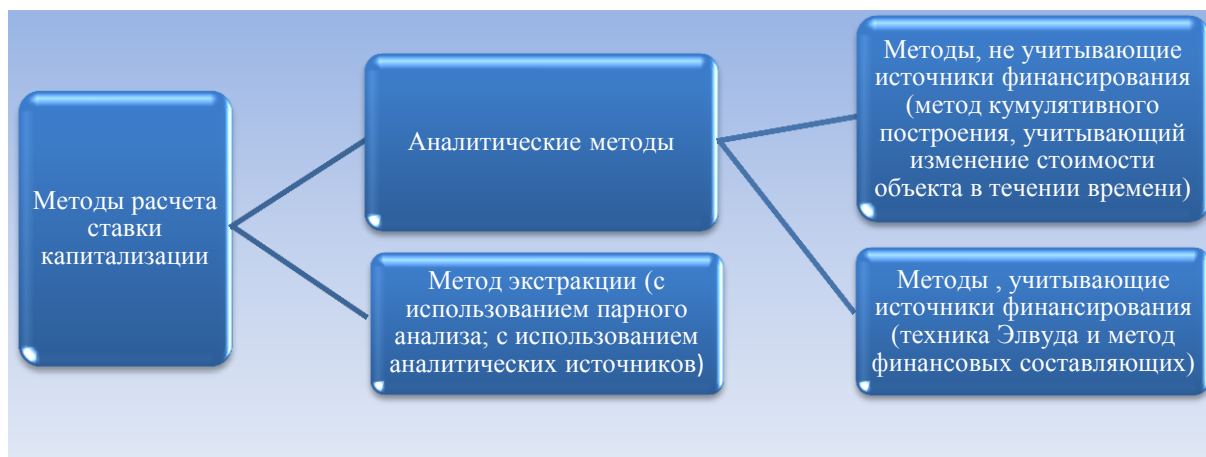 Методы расчета
ставки
капитализации
Аналитические методы
Метод экстракции (с
использованием парного
анализа; с использованием
аналитических источников)
Методы, не учитывающие
источники финансирования
(метод кумулятивного
построения, учитывающий
изменение стоимости
объекта в течении времени)
Методы , учитывающие
источники финансирования
(техника Элвуда и метод
финансовых составляющих)